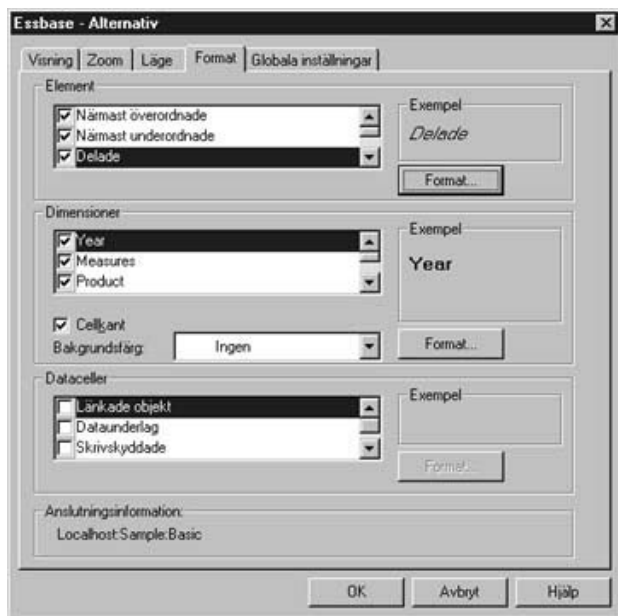 Essbase - Alternativ
Visning Zoom Läge Format Globala inställningar
Element
Närmast överordnade
Närmast underordnade
Delade
Exempel
Delade
Format...
Dimensioner
Year
Measures
Product
Exempel
Year
Cellkant
Bakgrundsfärg: Ingen
Format...
Dataceller
Länkade objekt
Dataunderlag
Skrivskyddade
Exempel
Format...
Anslutningsinformation:
Localhost:Sample:Basic
OK Avbryt Hjälp